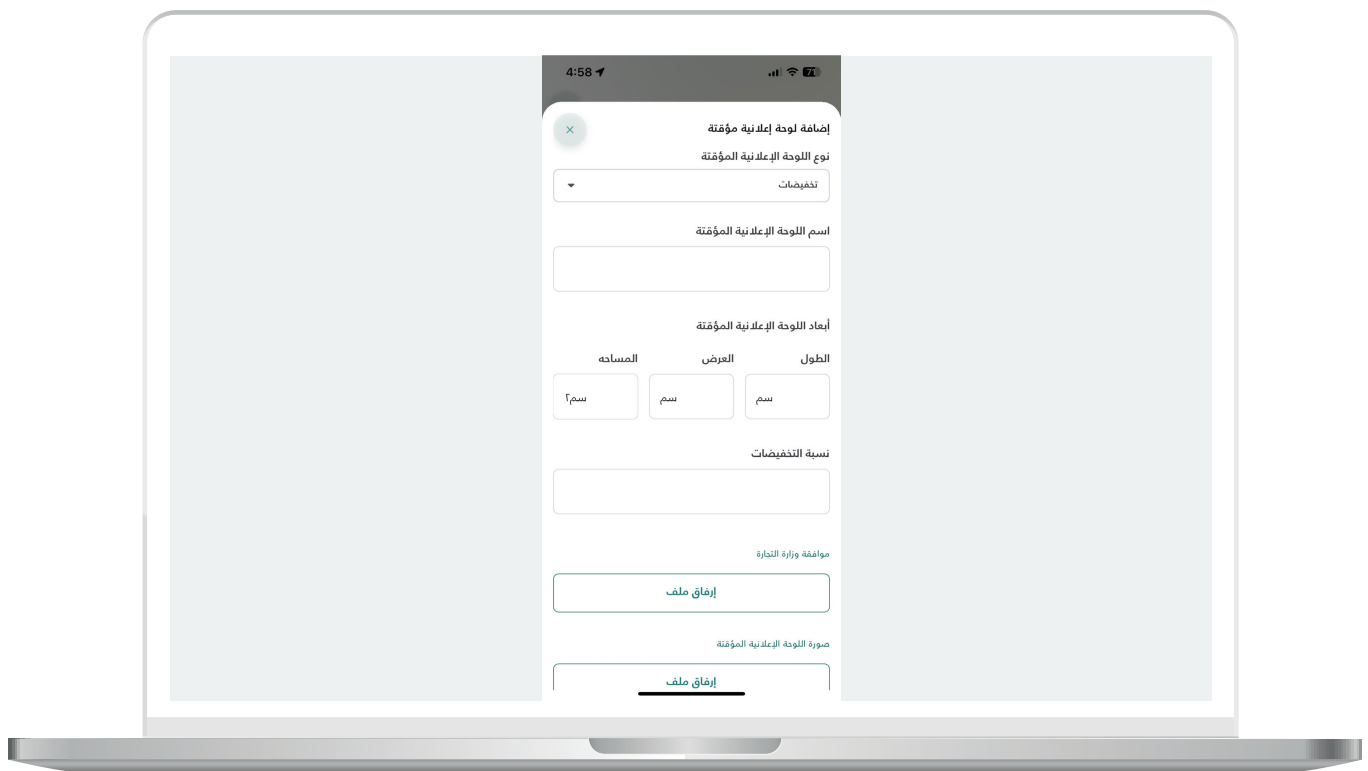 4:58
71
إضافة لوحة إعلانية مؤقتة
نوع اللوحة الإعلانية المؤقتة
تخفيضات
اسم اللوحة الإعلانية المؤقتة
أبعاد اللوحة الإعلانية المؤقتة
الطول العرض المساحه
سم سم سم٢
نسبة التخفيضات
موافقة وزارة التجارة
إرفاق ملف
صورة اللوحة الإعلانية المؤقتة
إرفاق ملف